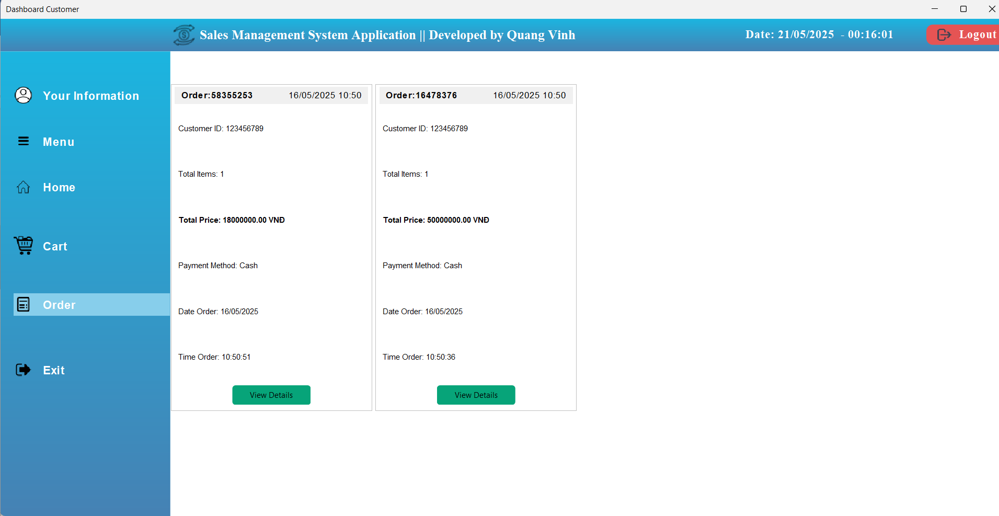 Dashboard Customer
Sales Management System Application || Developed by Quang Vinh
Date: 21/05/2025 - 00:16:01
Logout
Your Information
Menu
Home
Cart
Order
Exit
Order:58355253 16/05/2025 10:50
Customer ID: 123456789
Total Items: 1
Total Price: 18000000.00 VNĐ
Payment Method: Cash
Date Order: 16/05/2025
Time Order: 10:50:51
View Details
Order:16478376 16/05/2025 10:50
Customer ID: 123456789
Total Items: 1
Total Price: 50000000.00 VNĐ
Payment Method: Cash
Date Order: 16/05/2025
Time Order: 10:50:36
View Details